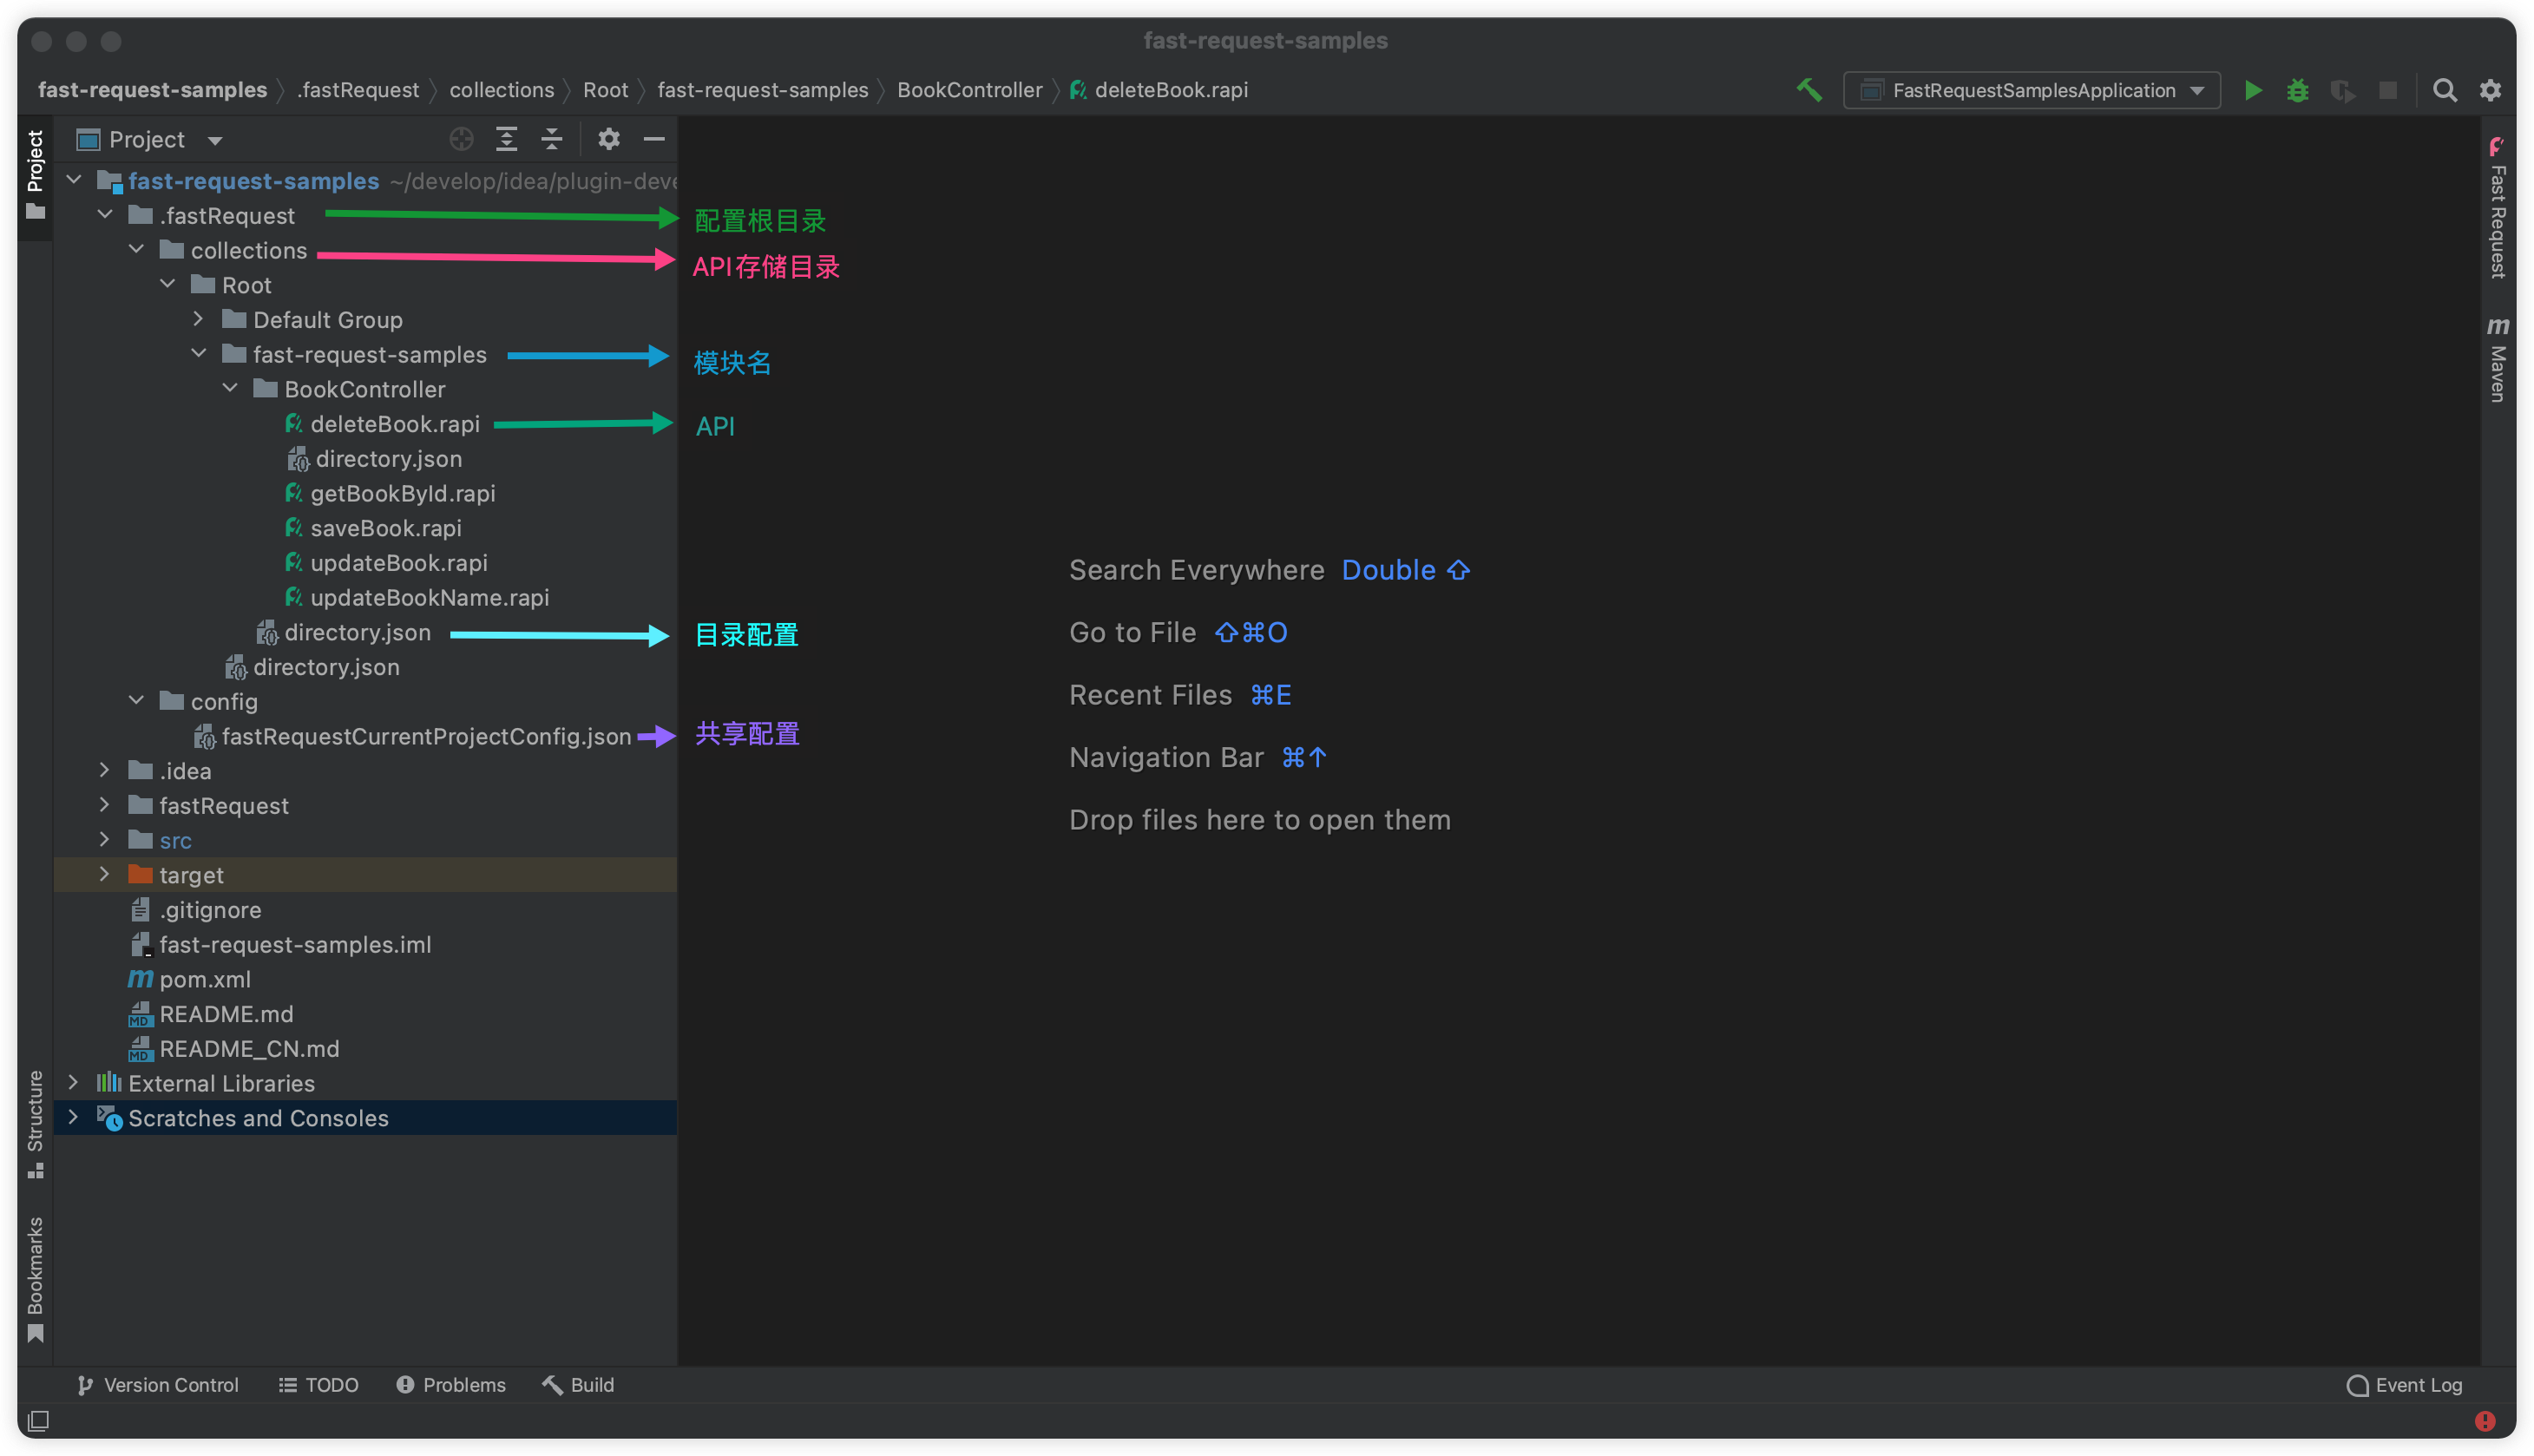 fast-request-samples
fast-request-samples .fastRequest collections Root fast-request-samples BookController deleteBook.rapi
FastRequestSamplesApplication
Project
Project
fast-request-samples ~/develop/idea/plugin-deve
.fastRequest 配置根目录
collections API存储目录
Root
Default Group
fast-request-samples 模块名
BookController
deleteBook.rapi API
directory.json
getBookById.rapi
saveBook.rapi
updateBook.rapi
updateBookName.rapi
directory.json 目录配置
directory.json
config
fastRequestCurrentProjectConfig.json 共享配置
.idea
fastRequest
src
target
.gitignore
fast-request-samples.iml
m pom.xml
MD README.md
MD README_CN.md
External Libraries
Scratches and Consoles
Structure
Bookmarks
Search Everywhere Double ⇧
Go to File ⇧⌘O
Recent Files ⌘E
Navigation Bar ⌘↑
Drop files here to open them
Fast Request
m Maven
Version Control TODO Problems Build Event Log